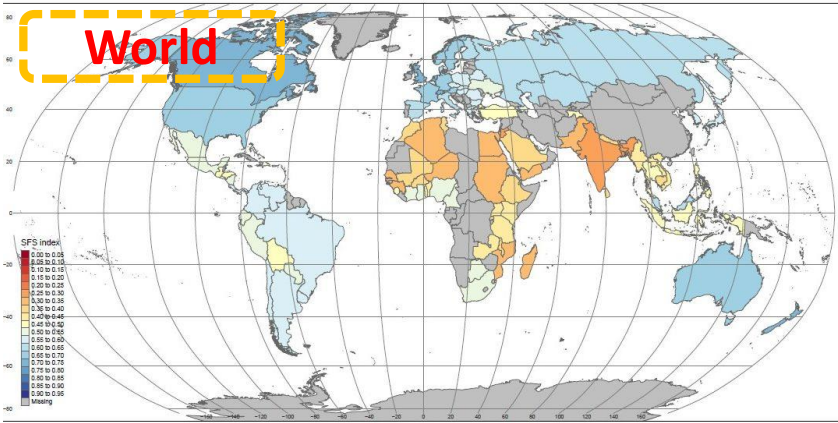 World
80
60
40
20
0
-20
-40
-60
-80
SFS index
0.00 to 0.05
0.05 to 0.10
0.10 to 0.15
0.15 to 0.20
0.20 to 0.25
0.25 to 0.30
0.30 to 0.35
0.35 to 0.40
0.40 to 0.45
0.45 to 0.50
0.50 to 0.55
0.55 to 0.60
0.60 to 0.65
0.65 to 0.70
0.70 to 0.75
0.75 to 0.80
0.80 to 0.85
0.85 to 0.90
0.90 to 0.95
Missing
-160 -140 -120 -100 -80 -60 -40 -20 0 20 40 60 80 100 120 140 160